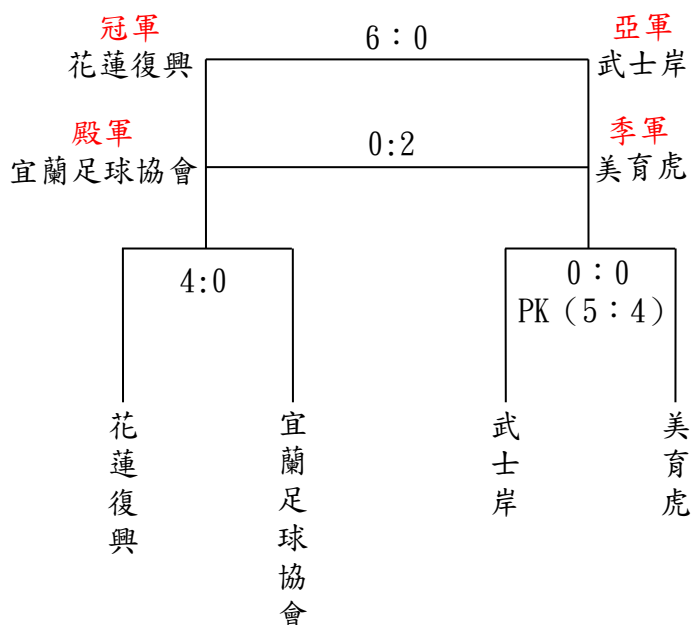 冠軍
花蓮復興
6：0
亞軍
武士岸
殿軍
宜蘭足球協會
0:2
季軍
美育虎
4:0
0：0
PK（5：4）
花蓮復興
宜蘭足球協會
武士岸
美育虎